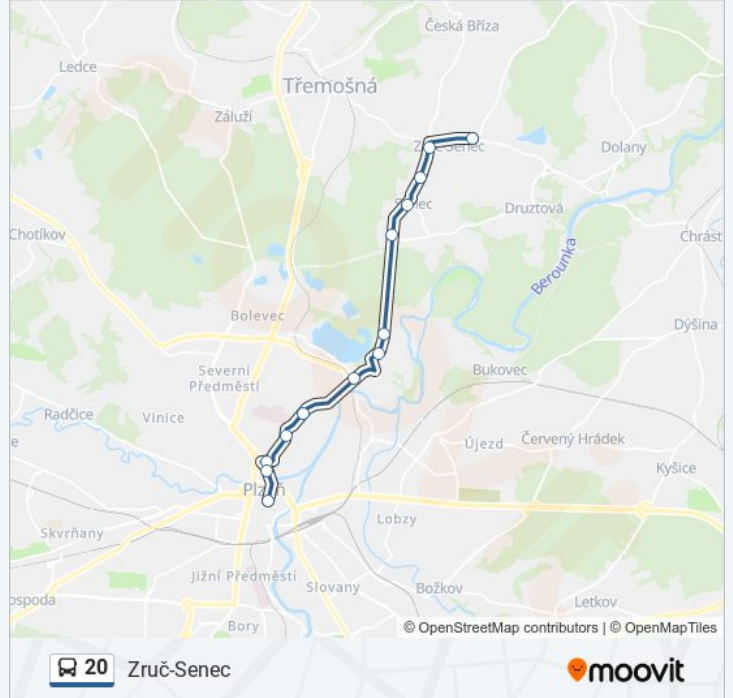 Česká Bříza
Ledce
Třemošná
Záluží
Zruč-Senec
Dolany
Senec
Druztová
Chotíkov
Chrást
Berounka
Bolevec
Dýšina
Severní
Předměstí
Bukovec
Radčice
Vinice
Újezd
Červený Hrádek
Kyšice
Plzeň
Lobzy
Skvrňany
Jižní Předměstí
Slovany
Božkov
Letkov
ospoda
Bory
© OpenStreetMap contributors | © OpenMapTiles
20 Zruč-Senec
moovit